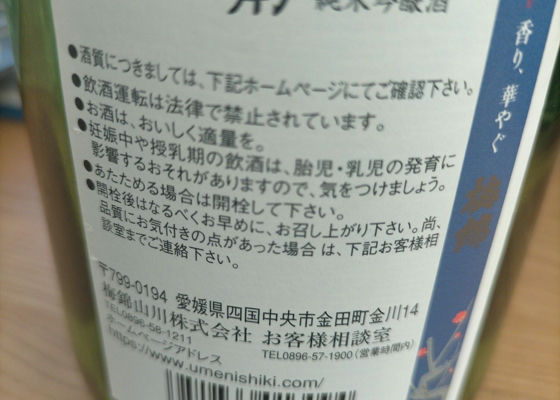 純米吟醸酒
●酒質につきましては、下記ホームページにてご確認下さい。
●飲酒運転は法律で禁止されています。
●お酒は、おいしく適量を。
●妊娠中や授乳期の飲酒は、胎児・乳児の発育に
影響するおそれがありますので、気をつけましょう。
●あたためる場合は開栓して下さい。
●開栓後はなるべくお早めに、お召し上がり下さい。尚、
品質にお気付きの点があった場合は、下記お客様相
談室までご連絡下さい。
〒799-0194 愛媛県四国中央市金田町金川14
梅錦山川株式会社 お客様相談室
TEL0896-58-1211
TEL0896-57-1900(営業時間内)
ホームページアドレス
https://www.umenishiki.com/
香り、華やぐ
梅錦